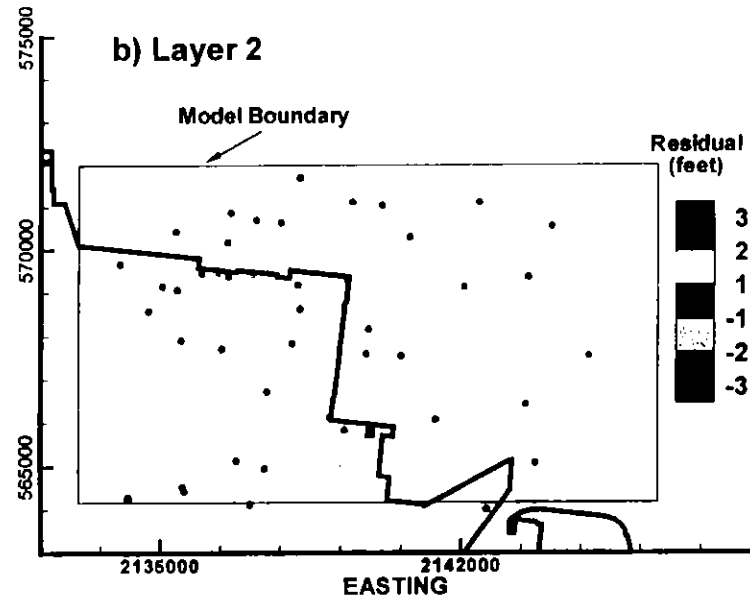 575000
b) Layer 2
Model Boundary
Residual
(feet)
3
2
1
-1
-2
-3
570000
565000
2135000
2142000
EASTING